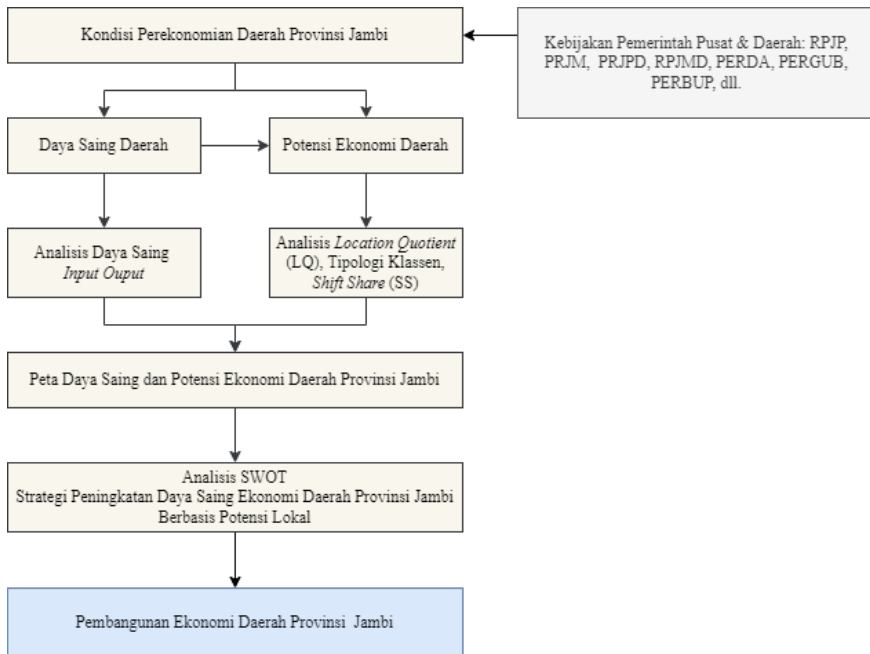 Kondisi Perekonomian Daerah Provinsi Jambi
Kebijakan Pemerintah Pusat & Daerah: RPJP,
PRJM, PRJPD, RPJMD, PERDA, PERGUB,
PERBUP, dll.
Daya Saing Daerah
Potensi Ekonomi Daerah
Analisis Daya Saing
Input Ouput
Analisis Location Quotient
(LQ), Tipologi Klassen,
Shift Share (SS)
Peta Daya Saing dan Potensi Ekonomi Daerah Provinsi Jambi
Analisis SWOT
Strategi Peningkatan Daya Saing Ekonomi Daerah Provinsi Jambi
Berbasis Potensi Lokal
Pembangunan Ekonomi Daerah Provinsi Jambi